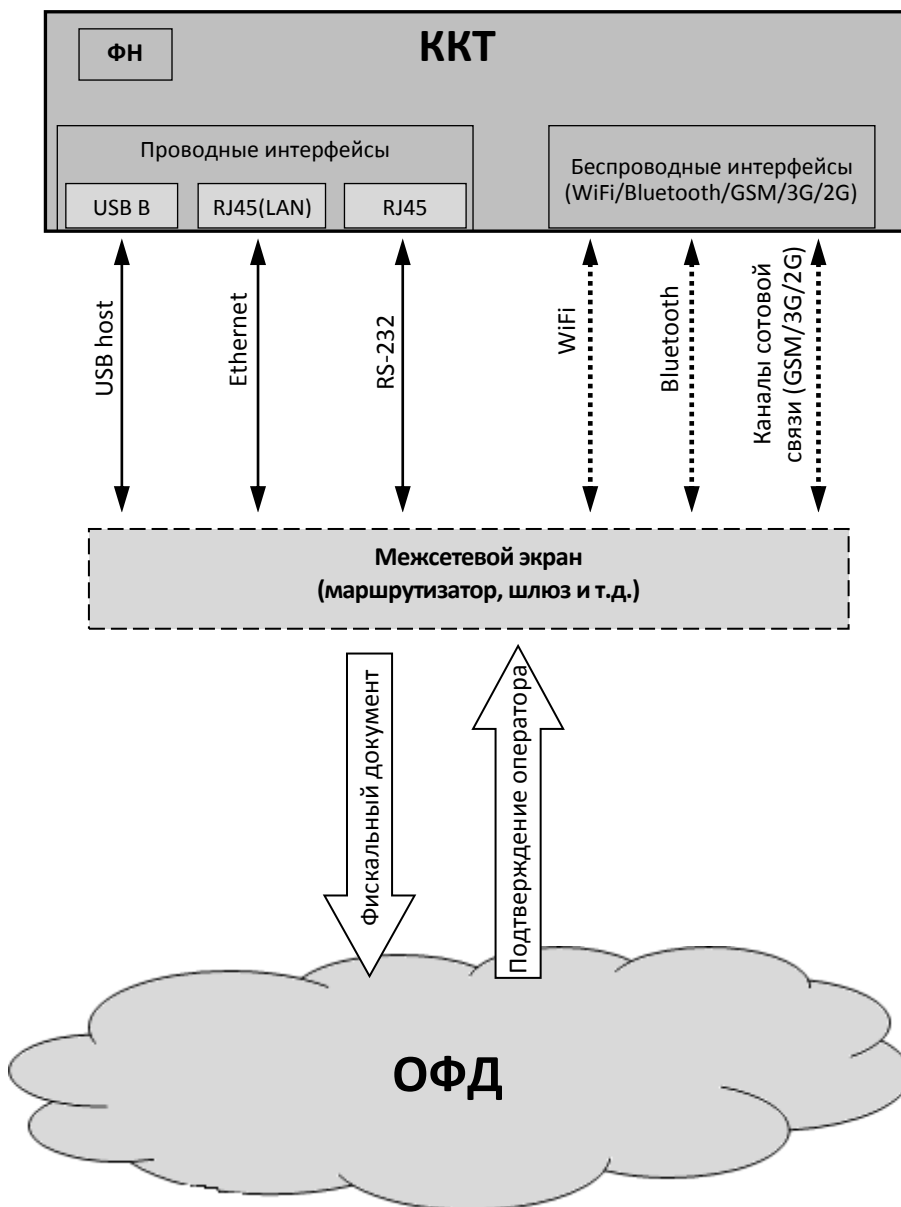 ФН
ККТ
Проводные интерфейсы
USB B
RJ45(LAN)
RJ45
Беспроводные интерфейсы
(WiFi/Bluetooth/GSM/3G/2G)
USB host
Ethernet
RS-232
WiFi
Bluetooth
Каналы сотовой
связи (GSM/3G/2G)
Межсетевой экран
(маршрутизатор, шлюз и т.д.)
Фискальный документ
Подтверждение оператора
ОФД